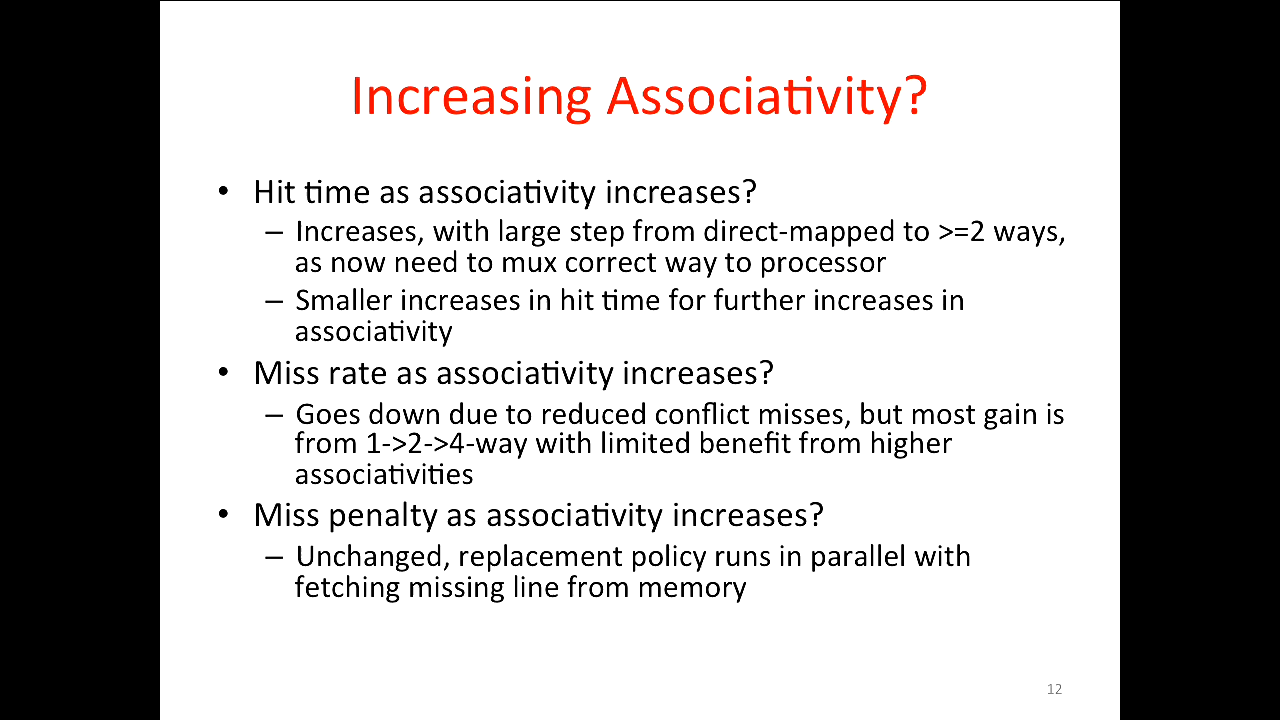 Increasing Associativity?
• Hit time as associativity increases?
– Increases, with large step from direct-mapped to >=2 ways,
as now need to mux correct way to processor
– Smaller increases in hit time for further increases in
associativity
• Miss rate as associativity increases?
– Goes down due to reduced conflict misses, but most gain is
from 1->2->4-way with limited benefit from higher
associativities
• Miss penalty as associativity increases?
– Unchanged, replacement policy runs in parallel with
fetching missing line from memory
12